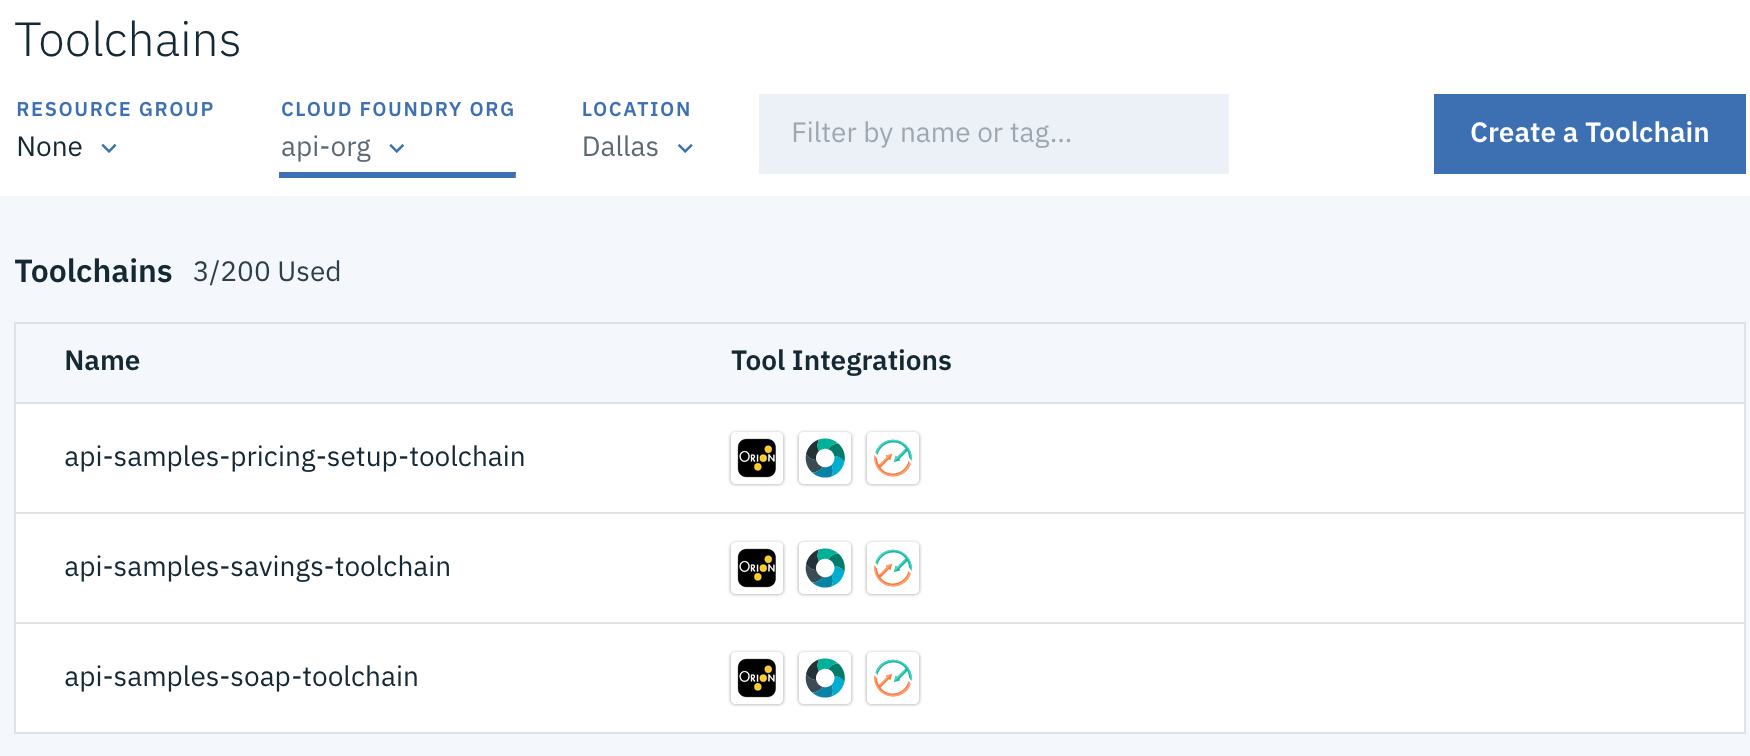 Toolchains
RESOURCE GROUP CLOUD FOUNDRY ORG LOCATION
None api-org Dallas Filter by name or tag... Create a Toolchain
Toolchains 3/200 Used
Name Tool Integrations
api-samples-pricing-setup-toolchain ORION
api-samples-savings-toolchain ORION
api-samples-soap-toolchain ORION